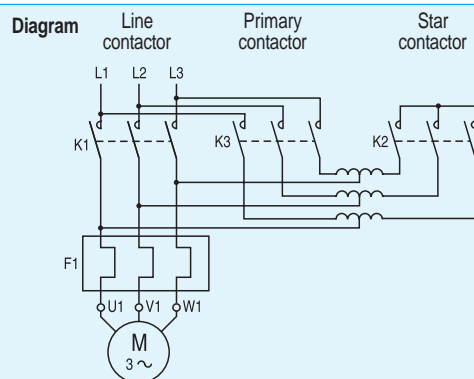 Diagram
Line contactor
Primary contactor
Star contactor
L1 L2 L3
K1
K3
K2
F1
U1 V1 W1
M
3 ~